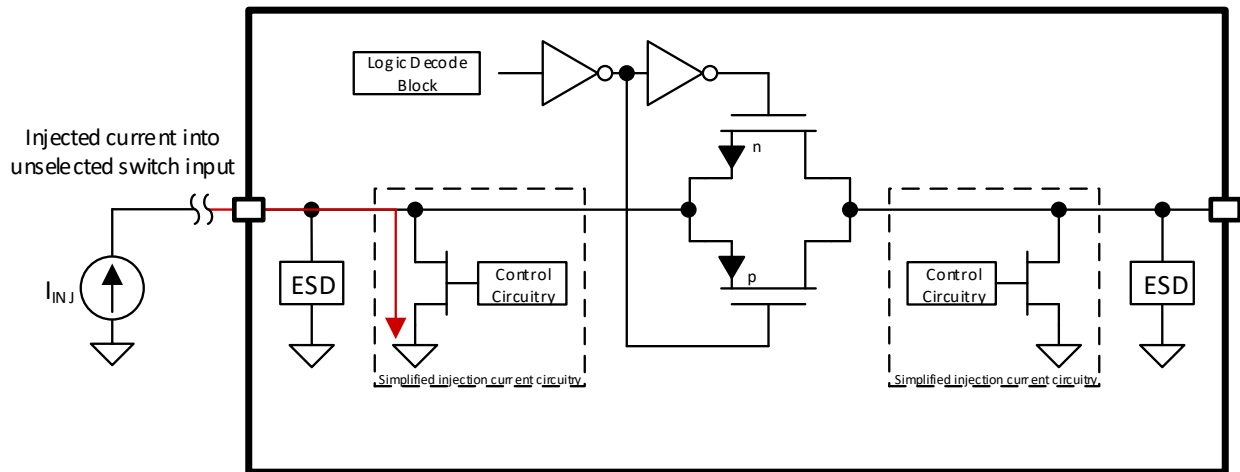 Logic Decode
Block
Injected current into
unselected switch input
n
p
ESD
Control
Circuitry
Control
Circuitry
ESD
I_INJ
Simplified injection current circuitry
Simplified injection current circuitry